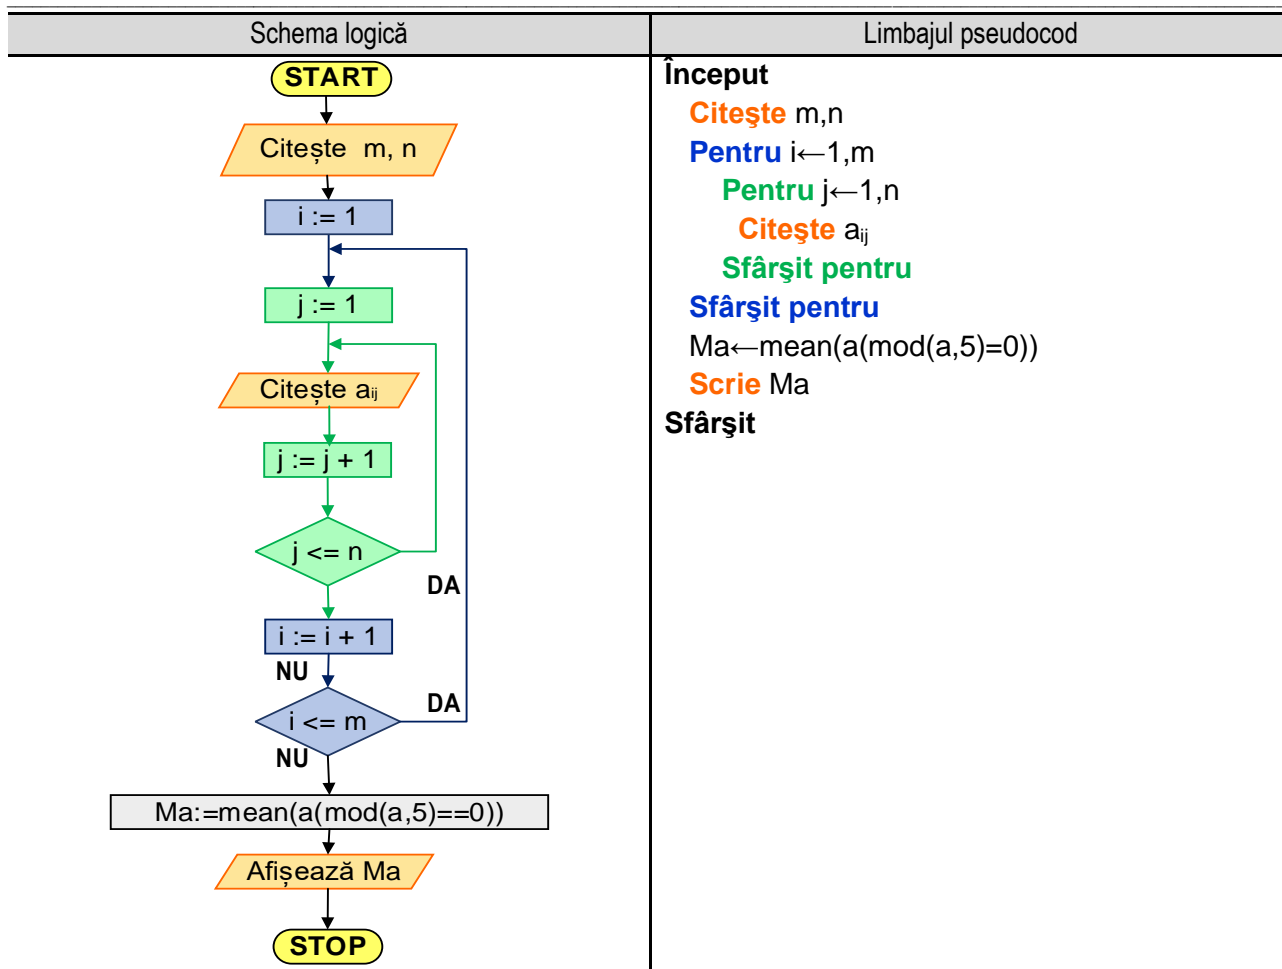 Schema logică
Limbajul pseudocod
START
Citește m, n
i := 1
j := 1
Citește aij
j := j + 1
j <= n
DA
i := i + 1
NU
i <= m
DA
NU
Ma:=mean(a(mod(a,5)==0))
Afișează Ma
STOP
Început
Citeşte m,n
Pentru i←1,m
Pentru j←1,n
Citeşte aij
Sfârşit pentru
Sfârşit pentru
Ma←mean(a(mod(a,5)=0))
Scrie Ma
Sfârşit